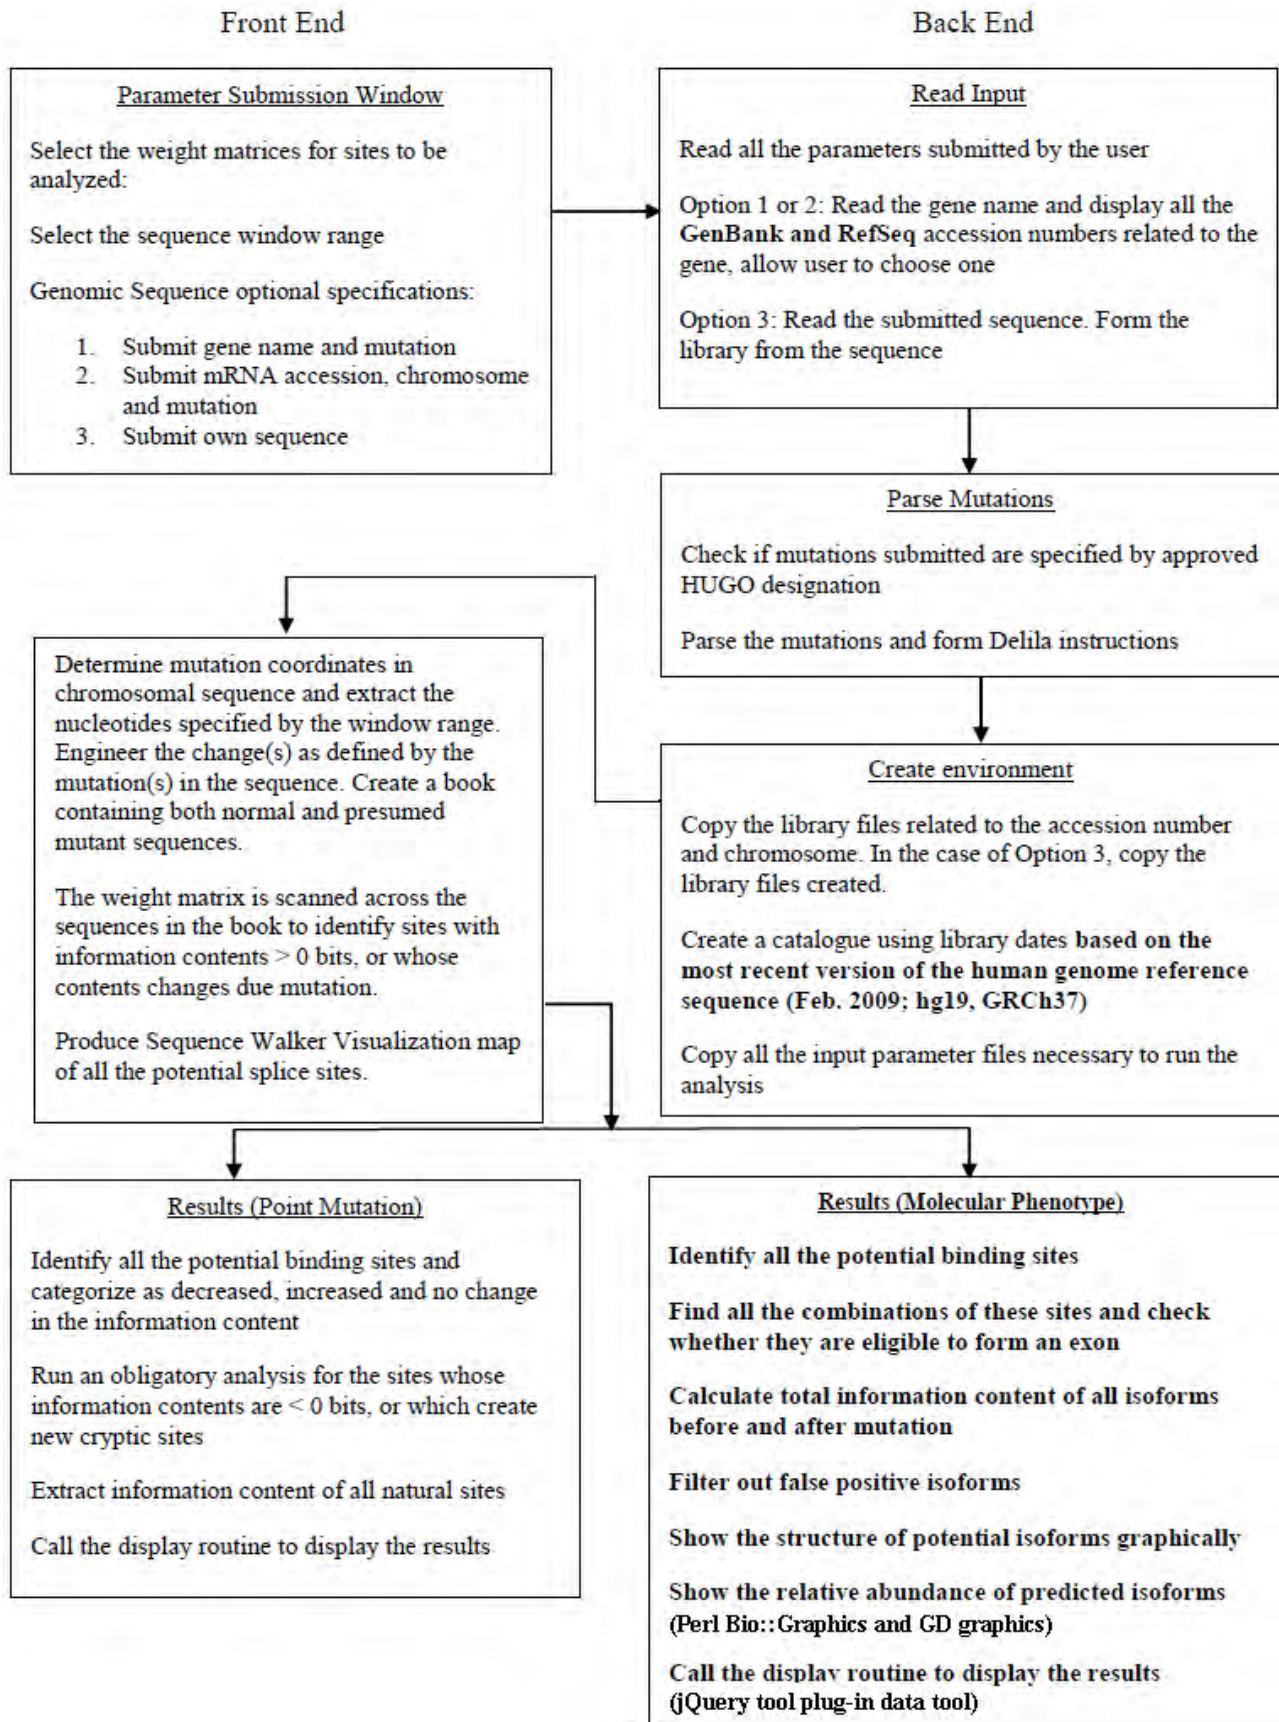 Front End
Back End
Parameter Submission Window
Select the weight matrices for sites to be
analyzed:
Select the sequence window range
Genomic Sequence optional specifications:
1. Submit gene name and mutation
2. Submit mRNA accession, chromosome
and mutation
3. Submit own sequence
Read Input
Read all the parameters submitted by the user
Option 1 or 2: Read the gene name and display all the
GenBank and RefSeq accession numbers related to the
gene, allow user to choose one
Option 3: Read the submitted sequence. Form the
library from the sequence
Parse Mutations
Check if mutations submitted are specified by approved
HUGO designation
Parse the mutations and form Delila instructions
Create environment
Copy the library files related to the accession number
and chromosome. In the case of Option 3, copy the
library files created.
Create a catalogue using library dates based on the
most recent version of the human genome reference
sequence (Feb. 2009; hg19, GRCh37)
Copy all the input parameter files necessary to run the
analysis
Determine mutation coordinates in
chromosomal sequence and extract the
nucleotides specified by the window range.
Engineer the change(s) as defined by the
mutation(s) in the sequence. Create a book
containing both normal and presumed
mutant sequences.
The weight matrix is scanned across the
sequences in the book to identify sites with
information contents > 0 bits, or whose
contents changes due mutation.
Produce Sequence Walker Visualization map
of all the potential splice sites.
Results (Point Mutation)
Identify all the potential binding sites and
categorize as decreased, increased and no change
in the information content
Run an obligatory analysis for the sites whose
information contents are < 0 bits, or which create
new cryptic sites
Extract information content of all natural sites
Call the display routine to display the results
Results (Molecular Phenotype)
Identify all the potential binding sites
Find all the combinations of these sites and check
whether they are eligible to form an exon
Calculate total information content of all isoforms
before and after mutation
Filter out false positive isoforms
Show the structure of potential isoforms graphically
Show the relative abundance of predicted isoforms
(Perl Bio::Graphics and GD graphics)
Call the display routine to display the results
(jQuery tool plug-in data tool)